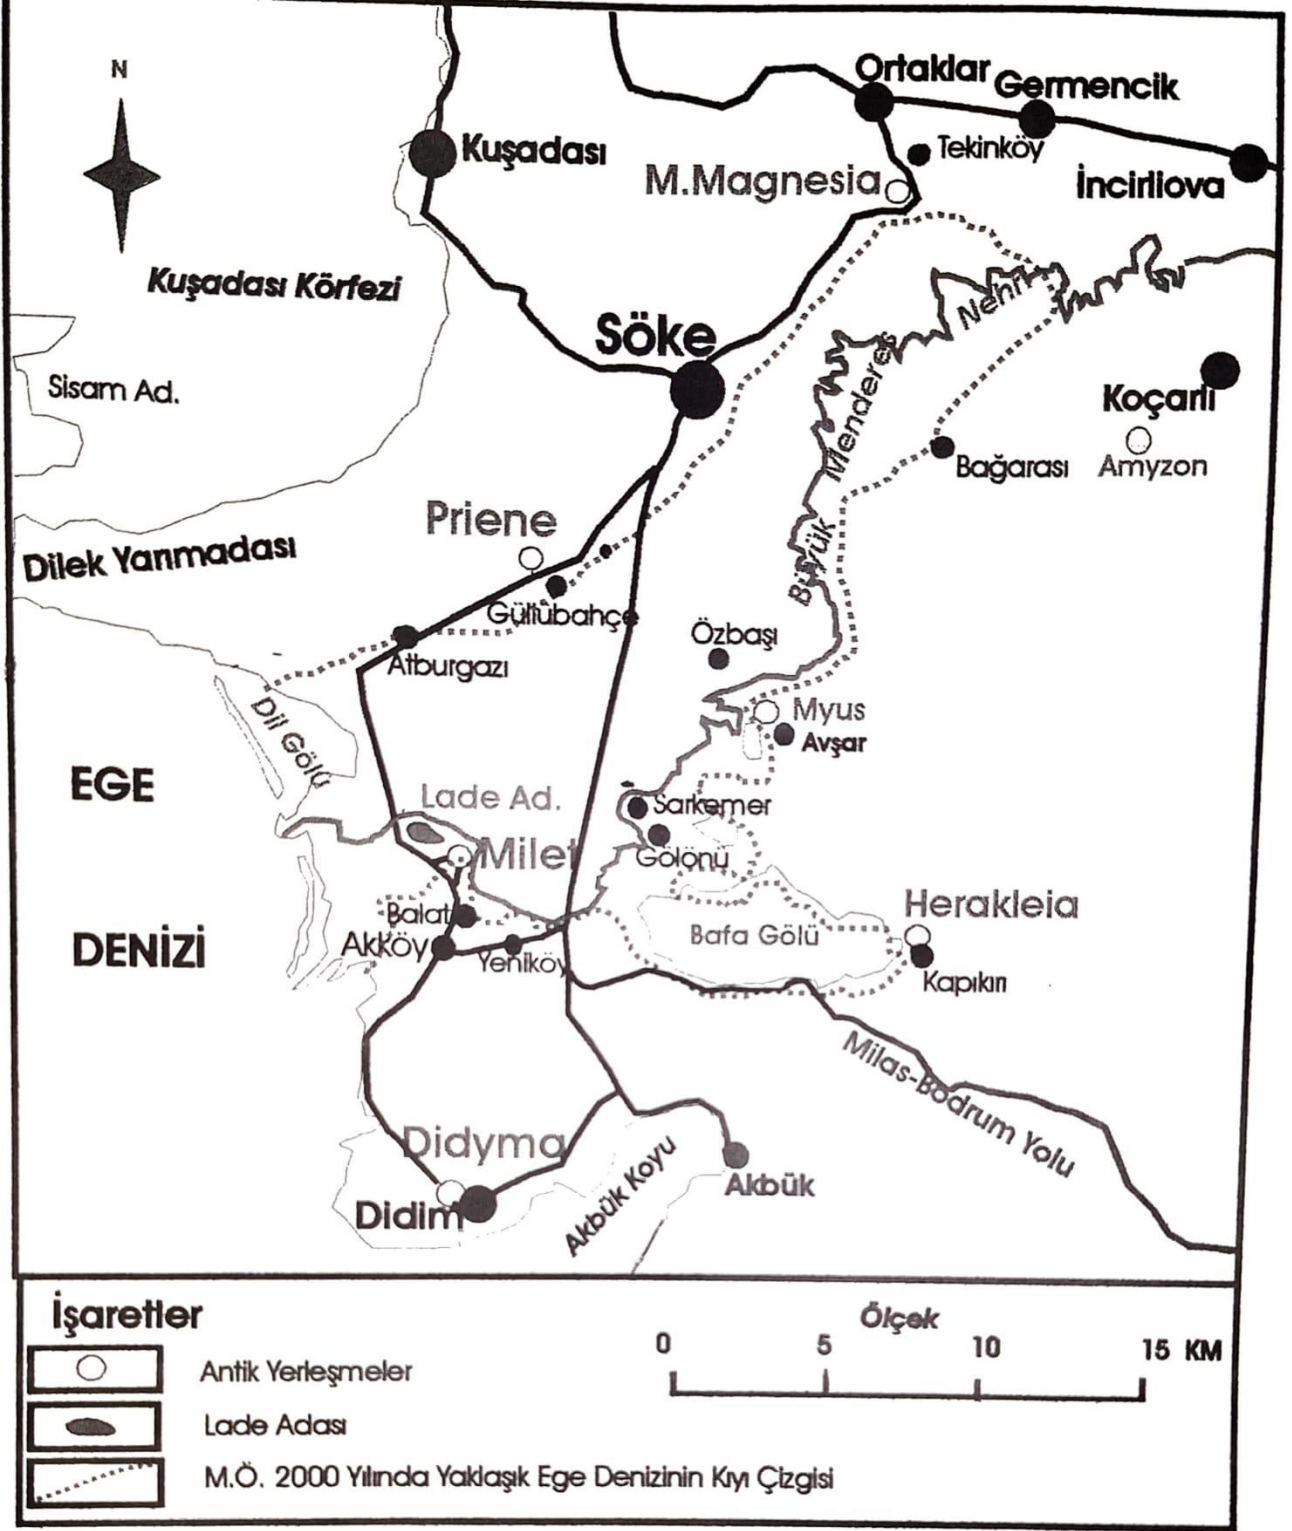 N
Ortaklar
Germencik
Kuşadası
Tekinköy
M.Magnesia
İncirliova
Kuşadası Körfezi
Büyük Menderes Nehri
Söke
Sisam Ad.
Koçarlı
Bağarası
Amyzon
Priene
Dilek Yarımadası
Güllübahçe
Özbaşı
Atburgazı
Dil Gölü
Myus
Avşar
EGE
Lade Ad.
Sarkemer
Milet
Gölönü
Balat
Herakleia
DENİZİ
Akköy
Bafa Gölü
Yeniköy
Kapıkırı
Milas-Bodrum Yolu
Didyma
Akbük Koyu
Akbük
Didim
İşaretler
Ölçek
0 5 10 15 KM
Antik Yerleşmeler
Lade Adası
M.Ö. 2000 Yılında Yaklaşık Ege Denizinin Kıyı Çizgisi